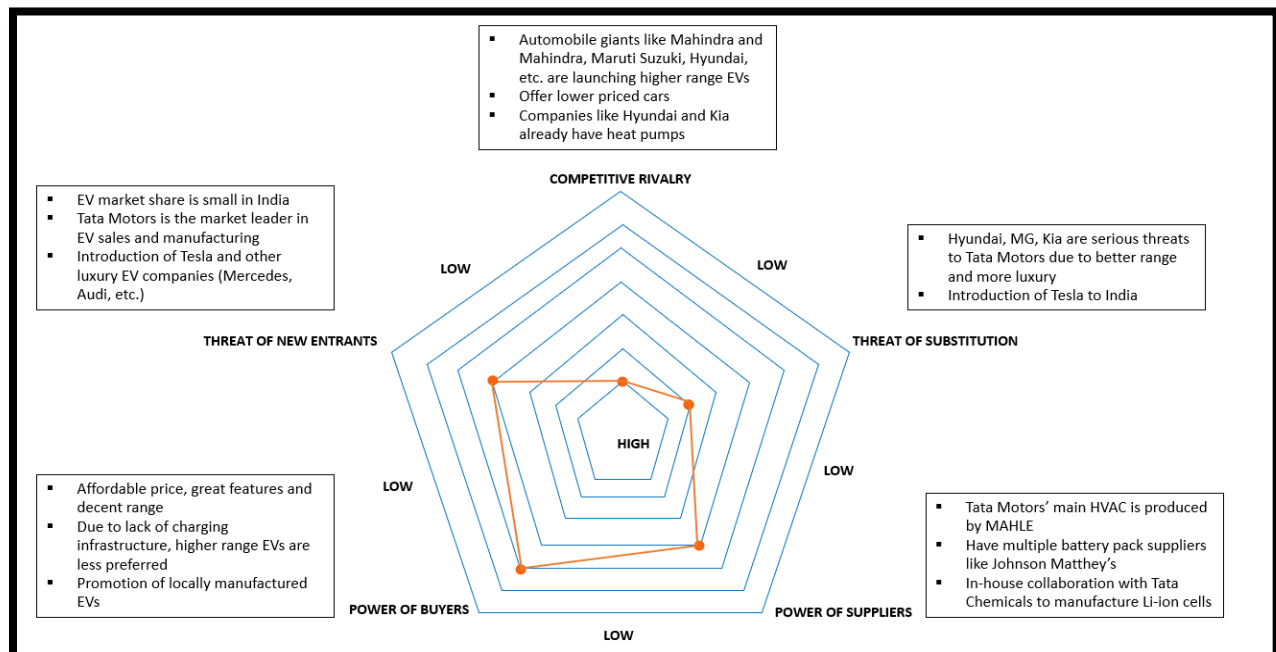 ▪ Automobile giants like Mahindra and
Mahindra, Maruti Suzuki, Hyundai,
etc. are launching higher range EVs
▪ Offer lower priced cars
▪ Companies like Hyundai and Kia
already have heat pumps
COMPETITIVE RIVALRY
▪ EV market share is small in India
▪ Tata Motors is the market leader in
EV sales and manufacturing
▪ Introduction of Tesla and other
luxury EV companies (Mercedes,
Audi, etc.)
▪ Hyundai, MG, Kia are serious threats
to Tata Motors due to better range
and more luxury
▪ Introduction of Tesla to India
LOW
LOW
THREAT OF NEW ENTRANTS
THREAT OF SUBSTITUTION
HIGH
LOW
LOW
▪ Affordable price, great features and
decent range
▪ Due to lack of charging
infrastructure, higher range EVs are
less preferred
▪ Promotion of locally manufactured
EVs
▪ Tata Motors’ main HVAC is produced
by MAHLE
▪ Have multiple battery pack suppliers
like Johnson Matthey’s
▪ In-house collaboration with Tata
Chemicals to manufacture Li-ion cells
POWER OF BUYERS
POWER OF SUPPLIERS
LOW